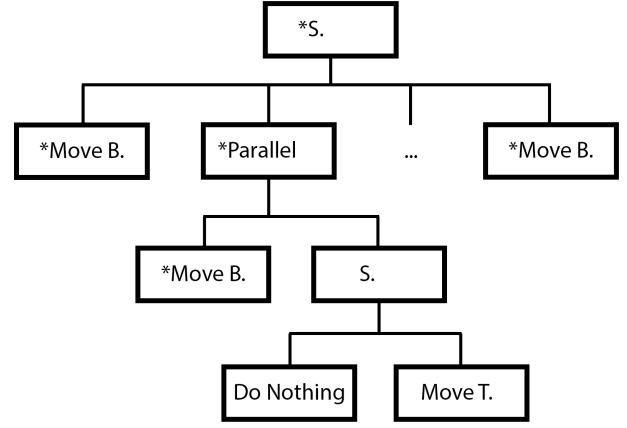 *S.
*Move B.
*Parallel
...
*Move B.
*Move B.
S.
Do Nothing
Move T.